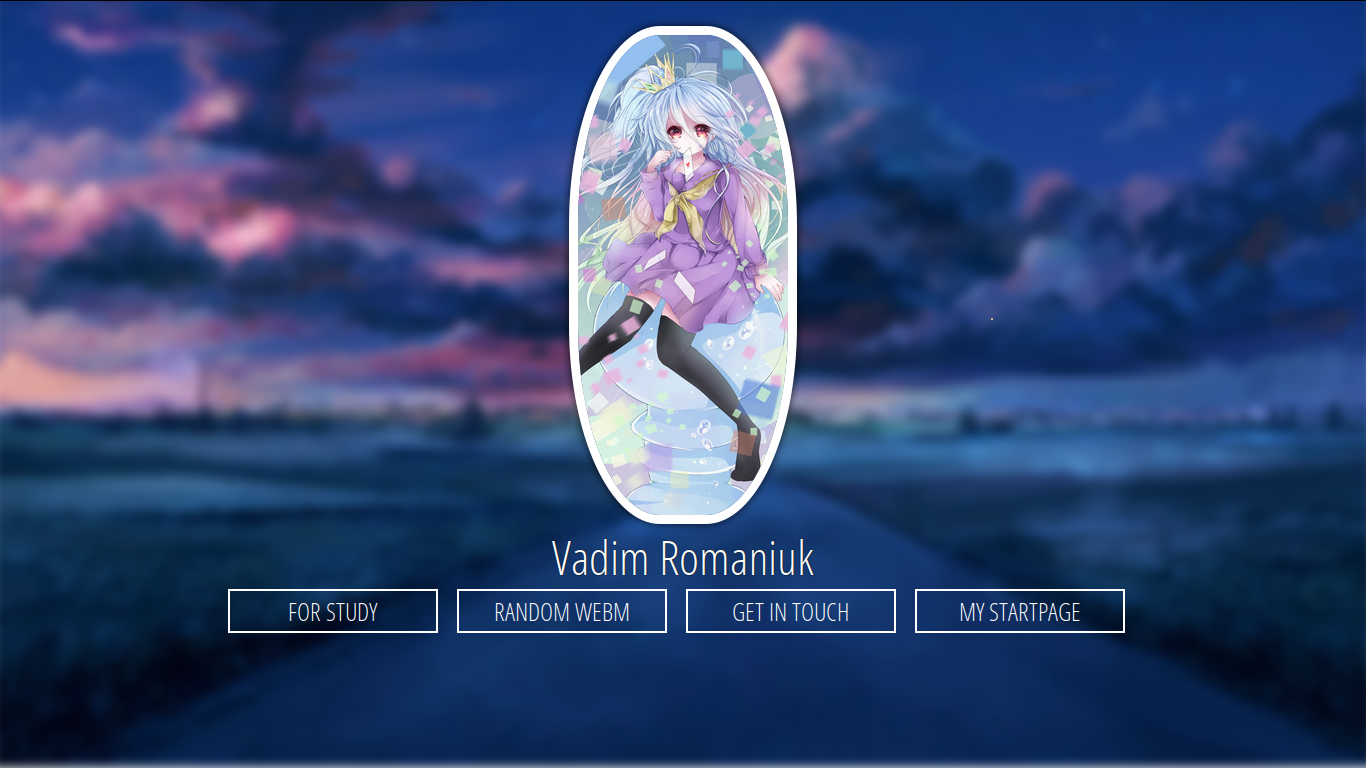 Vadim Romaniuk
FOR STUDY
RANDOM WEBM
GET IN TOUCH
MY STARTPAGE